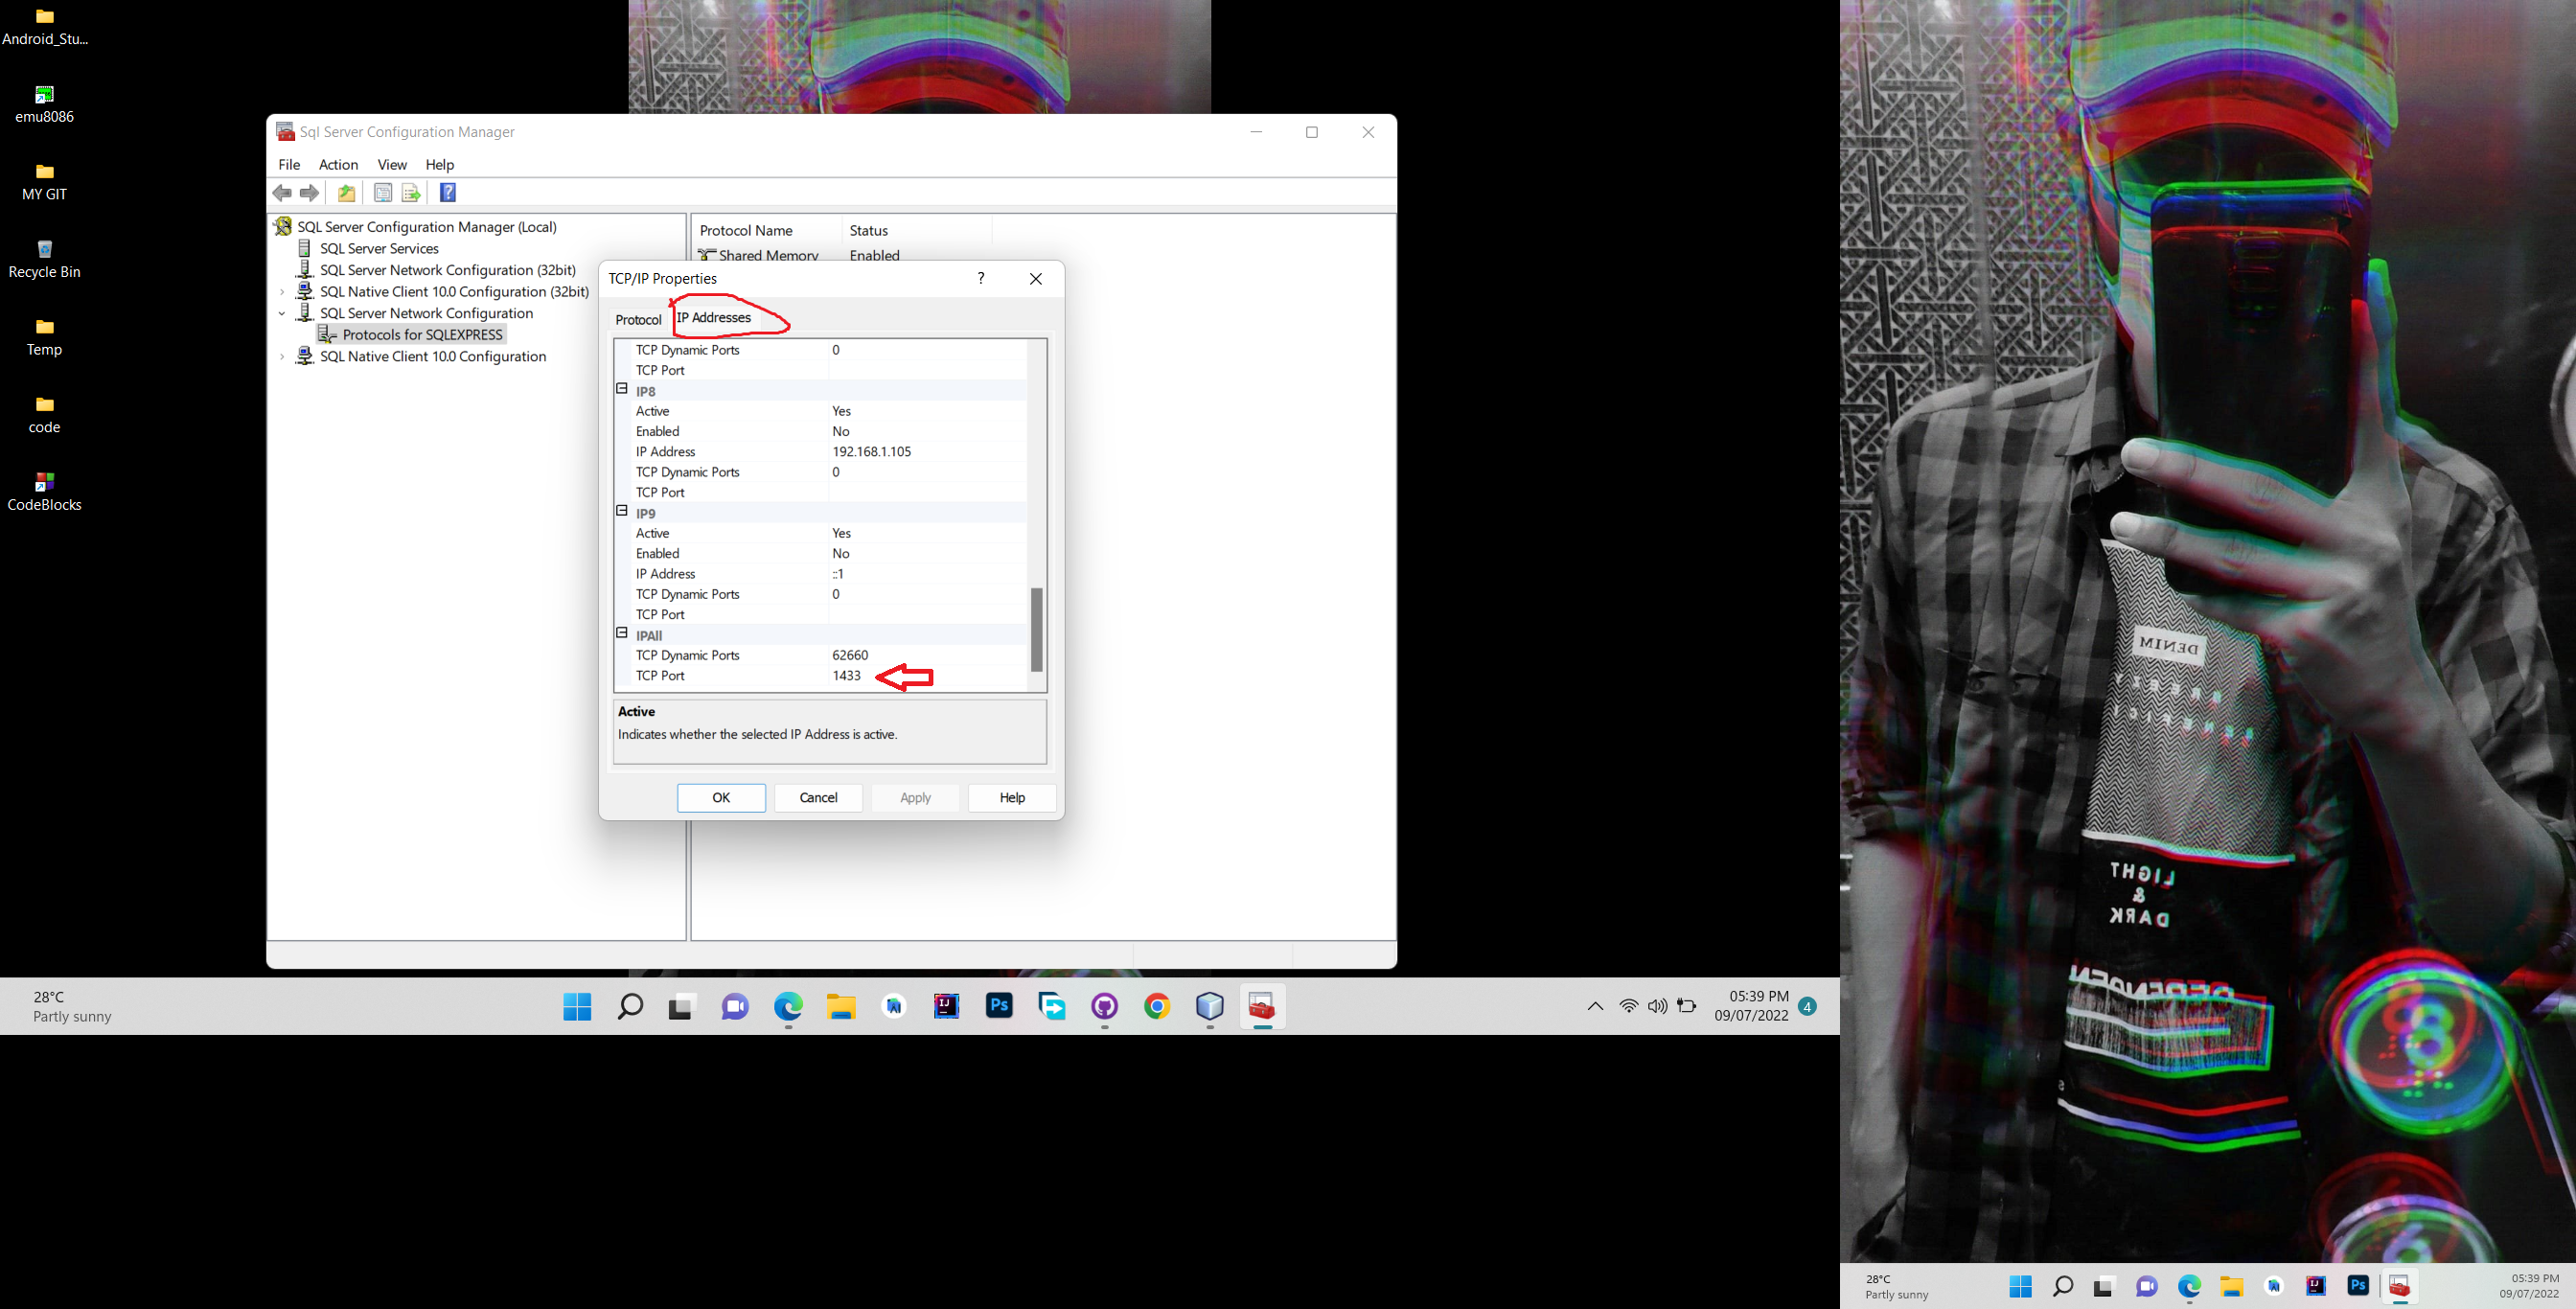 Android_Stu...
emu8086
MY GIT
Recycle Bin
Temp
code
CodeBlocks
Sql Server Configuration Manager
File Action View Help
SQL Server Configuration Manager (Local)
SQL Server Services
SQL Server Network Configuration (32bit)
SQL Native Client 10.0 Configuration (32bit)
SQL Server Network Configuration
Protocols for SQLEXPRESS
SQL Native Client 10.0 Configuration
Protocol Name Status
Shared Memory Enabled
TCP/IP Properties ?
Protocol IP Addresses
TCP Dynamic Ports 0
TCP Port
IP8
Active Yes
Enabled No
IP Address 192.168.1.105
TCP Dynamic Ports 0
TCP Port
IP9
Active Yes
Enabled No
IP Address ::1
TCP Dynamic Ports 0
TCP Port
IPAll
TCP Dynamic Ports 62660
TCP Port 1433
Active
Indicates whether the selected IP Address is active.
OK Cancel Apply Help
28°C
Partly sunny
Ps
05:39 PM
09/07/2022
4
DENIM
LIGHT
&
DARK
28°C
Partly sunny
Ps
05:39 PM
09/07/2022